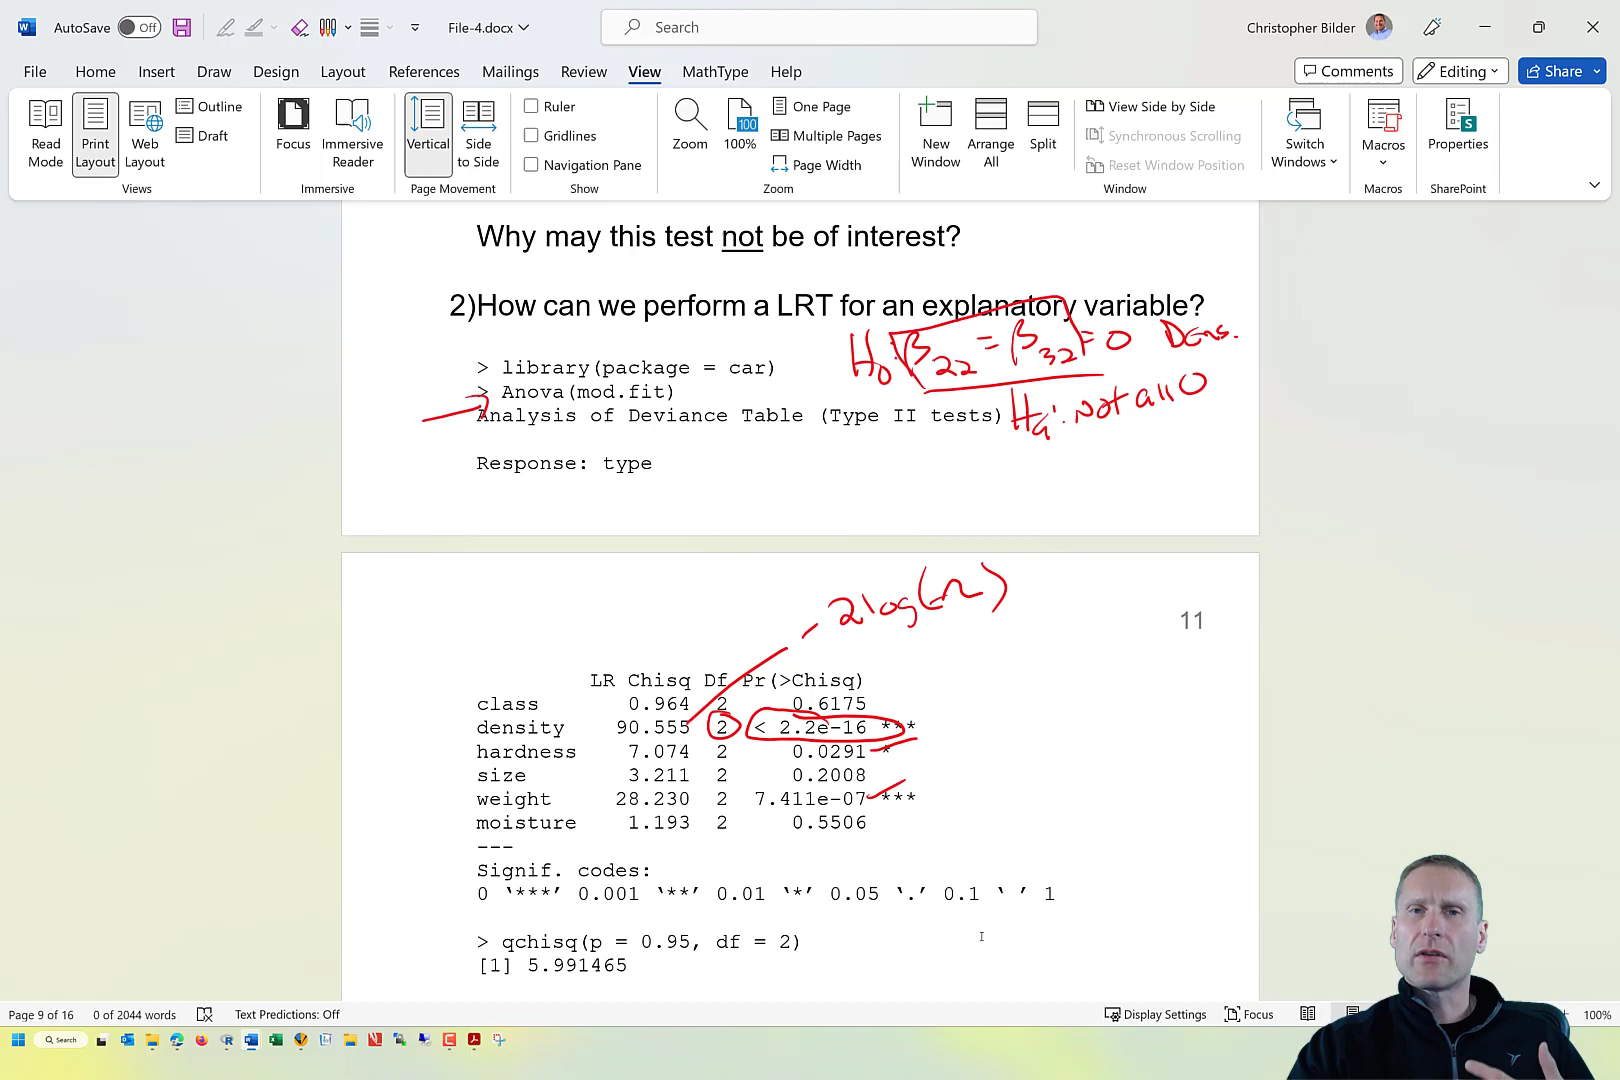 AutoSave Off File-4.docx Search Christopher Bilder
File Home Insert Draw Design Layout References Mailings Review View MathType Help Comments Editing Share
Read Mode Print Layout Web Layout Outline Draft
Views
Focus Immersive Reader
Immersive
Vertical Side to Side
Page Movement
Ruler
Gridlines
Navigation Pane
Show
Zoom 100 100% One Page Multiple Pages Page Width
Zoom
New Window Arrange All Split View Side by Side Synchronous Scrolling Reset Window Position Switch Windows
Window
Macros
Macros
Properties
SharePoint
Why may this test not be of interest?
2)How can we perform a LRT for an explanatory variable?
H0: β22 = β32 = 0 Dens.
Ha: Not all 0
> library(package = car)
> Anova(mod.fit)
Analysis of Deviance Table (Type II tests)
Response: type
-2log(Λ)
11
LR Chisq Df Pr(>Chisq)
class 0.964 2 0.6175
density 90.555 2 < 2.2e-16 ***
hardness 7.074 2 0.0291 *
size 3.211 2 0.2008
weight 28.230 2 7.411e-07 ***
moisture 1.193 2 0.5506
---
Signif. codes:
0 ‘***’ 0.001 ‘**’ 0.01 ‘*’ 0.05 ‘.’ 0.1 ‘ ’ 1
> qchisq(p = 0.95, df = 2)
[1] 5.991465
Page 9 of 16 0 of 2044 words Text Predictions: Off Display Settings Focus 100%
Search